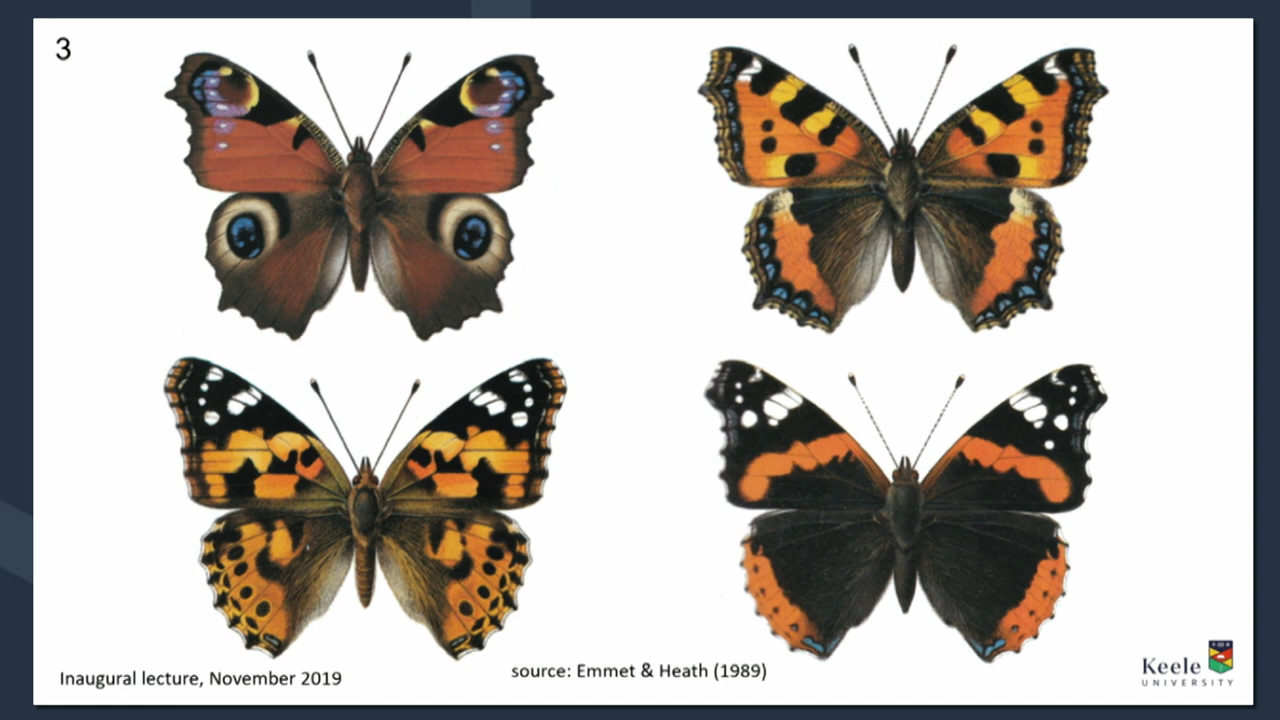 3
Inaugural lecture, November 2019
source: Emmet & Heath (1989)
Keele
UNIVERSITY